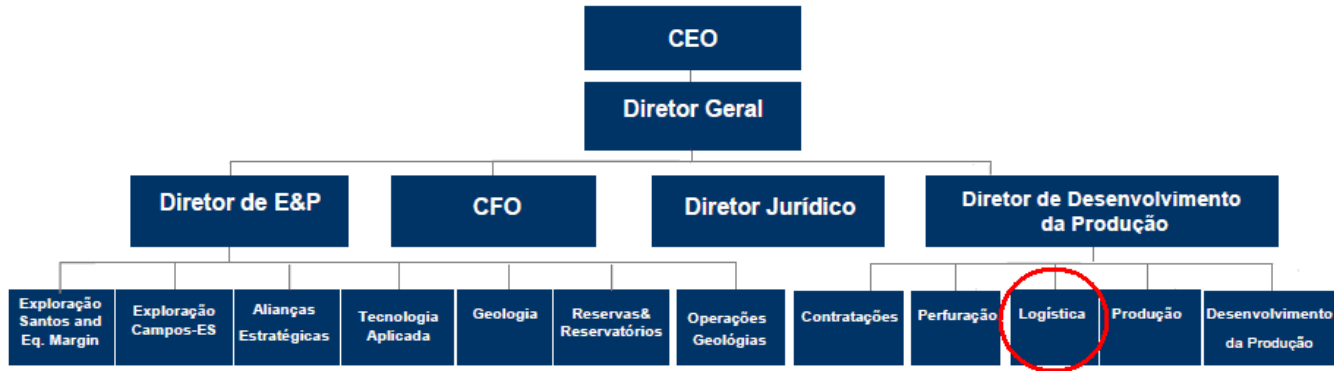 CEO
Diretor Geral
Diretor de E&P
CFO
Diretor Jurídico
Diretor de Desenvolvimento
da Produção
Exploração
Santos and
Eq. Margin
Exploração
Campos-ES
Alianças
Estratégicas
Tecnologia
Aplicada
Geologia
Reservas&
Reservatórios
Operações
Geológias
Contratações
Perfuração
Logística
Produção
Desenvolvimento
da Produção